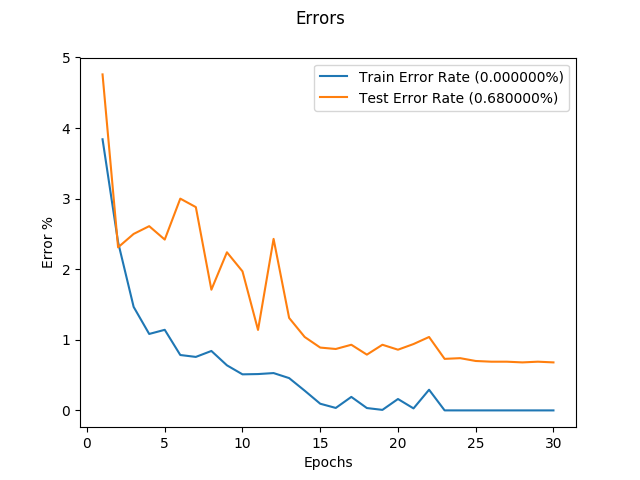 Errors
Train Error Rate (0.000000%)
Test Error Rate (0.680000%)
Error %
5
4
3
2
1
0
0 5 10 15 20 25 30
Epochs